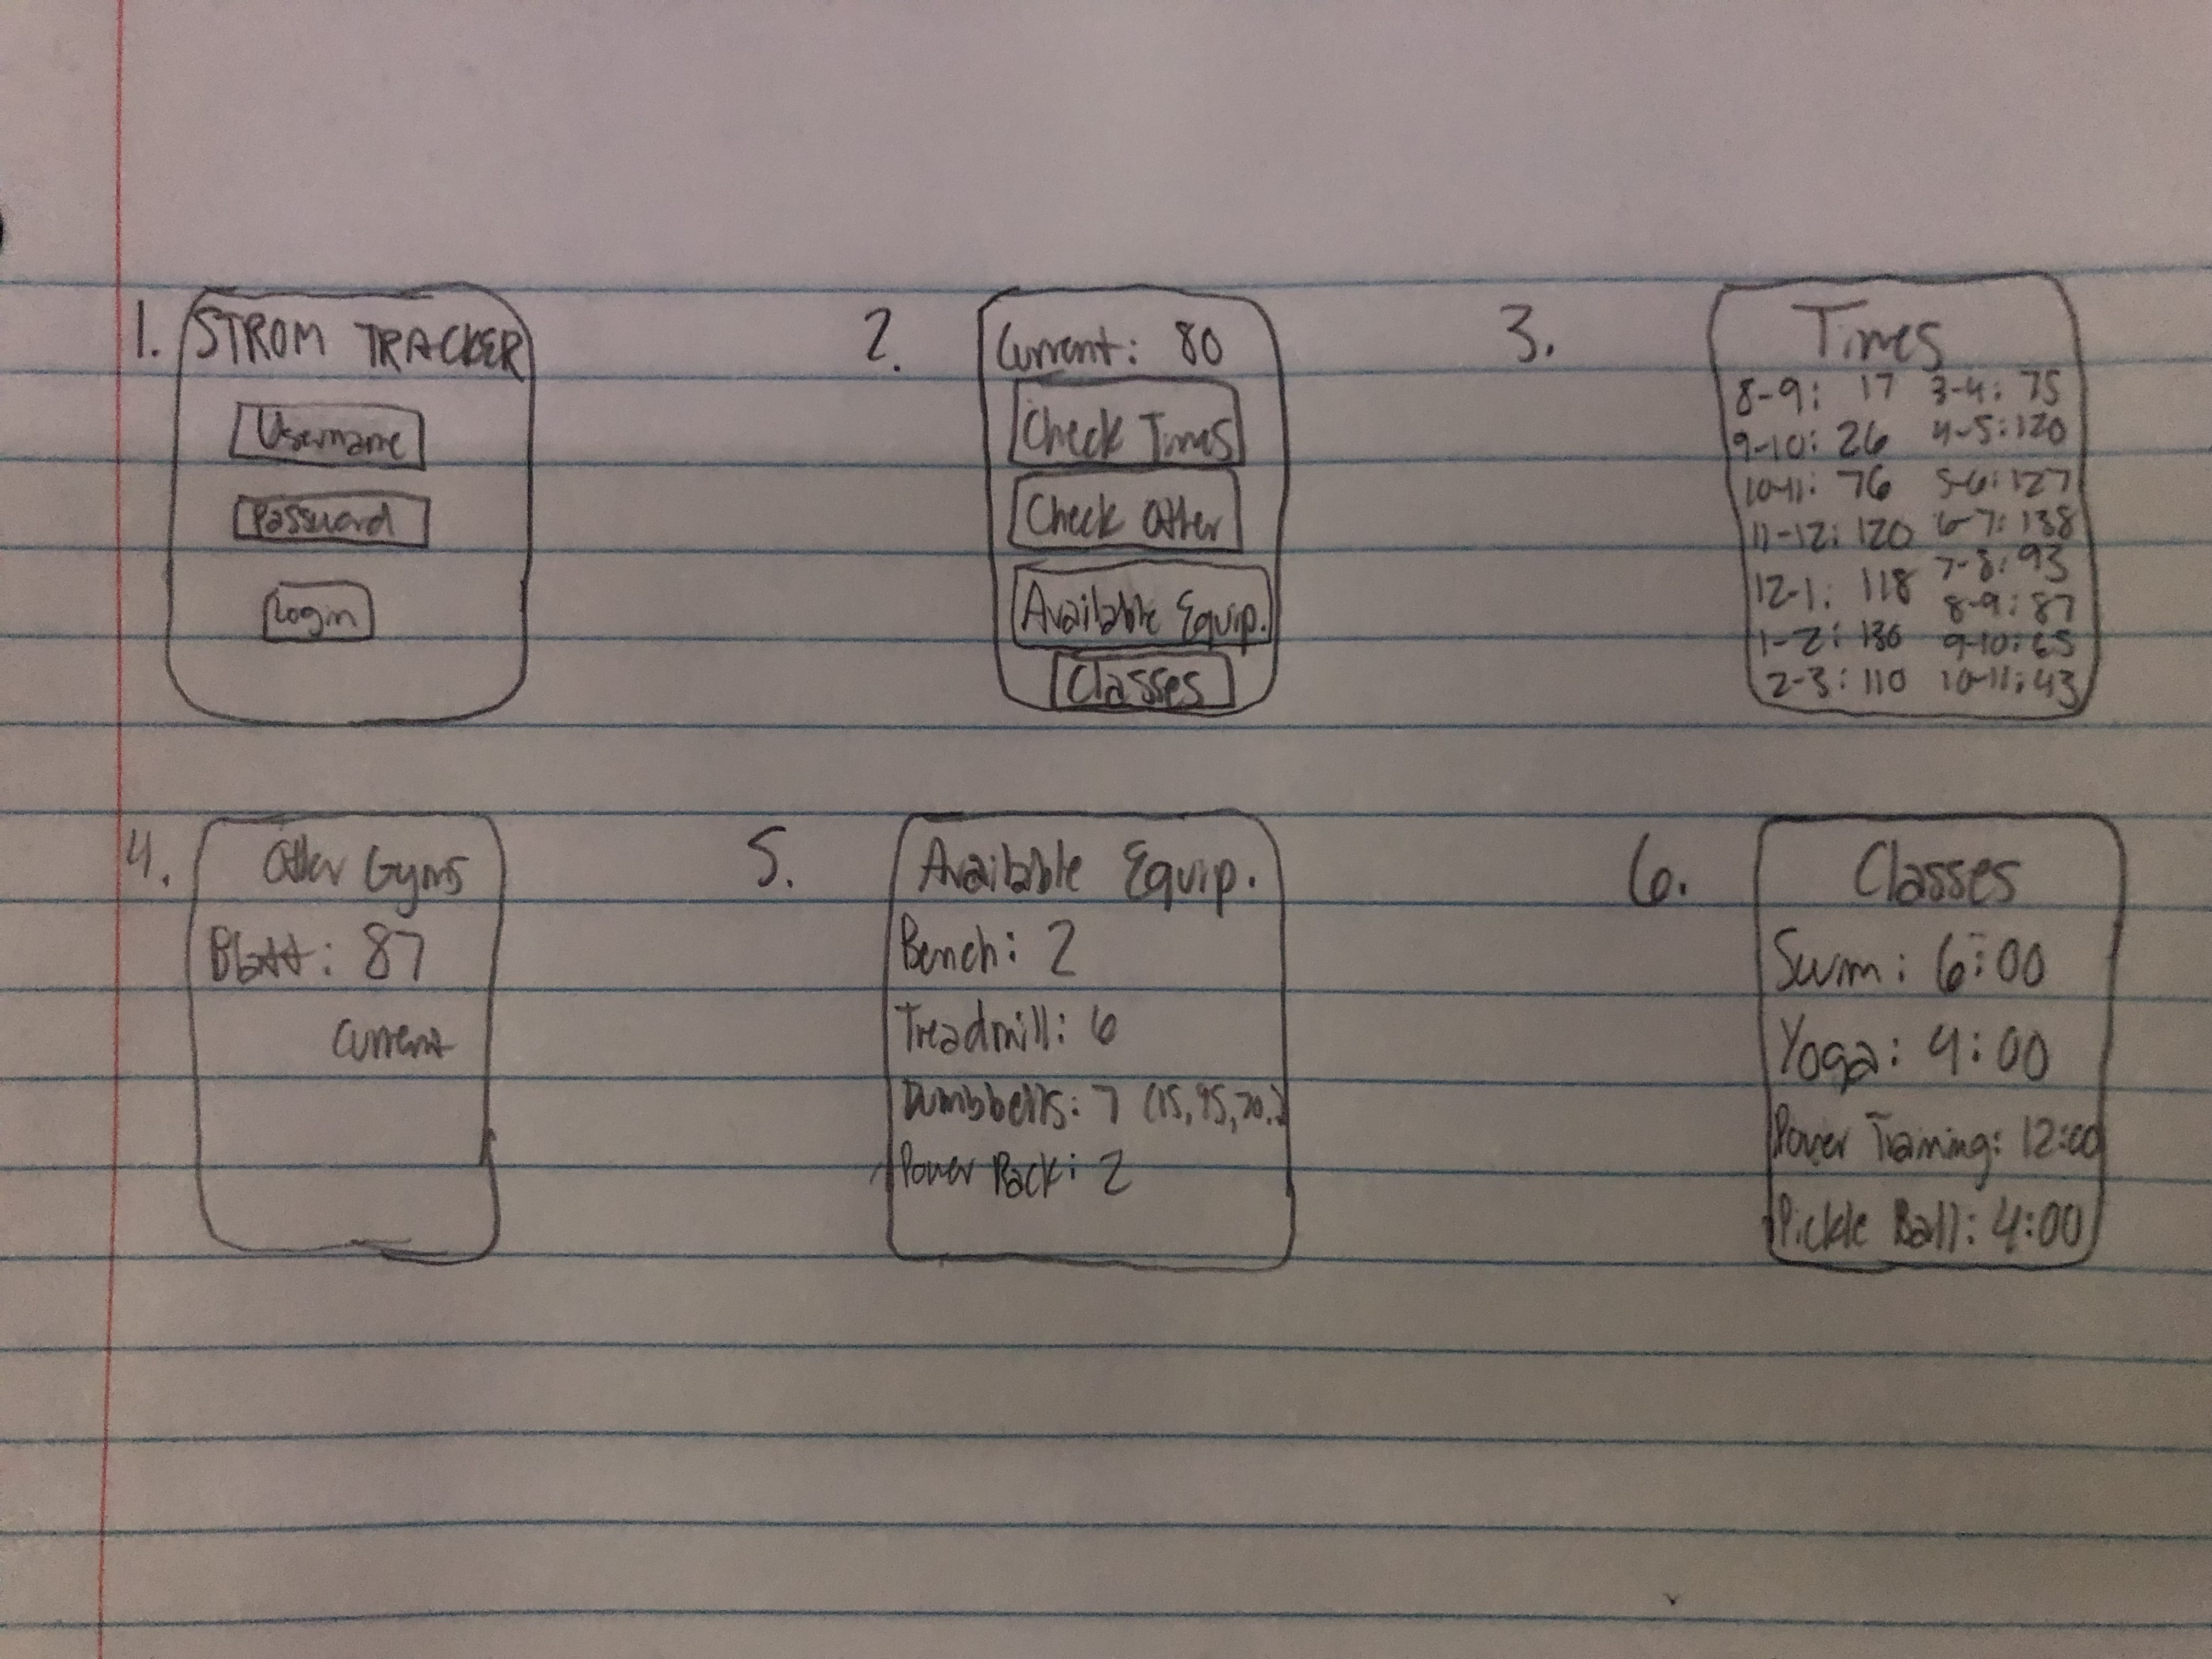 1.
STROM TRACKER
Username
Password
Login
2.
Current: 80
Check Times
Check Other
Available Equip.
Classes
3.
Times
8-9: 17 3-4: 75
9-10: 26 4-5: 120
10-11: 76 5-6: 127
11-12: 120 6-7: 138
12-1: 118 7-8: 93
1-2: 130 8-9: 87
2-3: 110 9-10: 65
10-11: 43
4.
Other Gyms
Blatt: 87
Current
5.
Available Equip.
Bench: 2
Treadmill: 6
Dumbbells: 7 (15, 95, 70..)
Power Rack: 2
6.
Classes
Swim: 6:00
Yoga: 4:00
Power Training: 12:00
Pickle Ball: 4:00